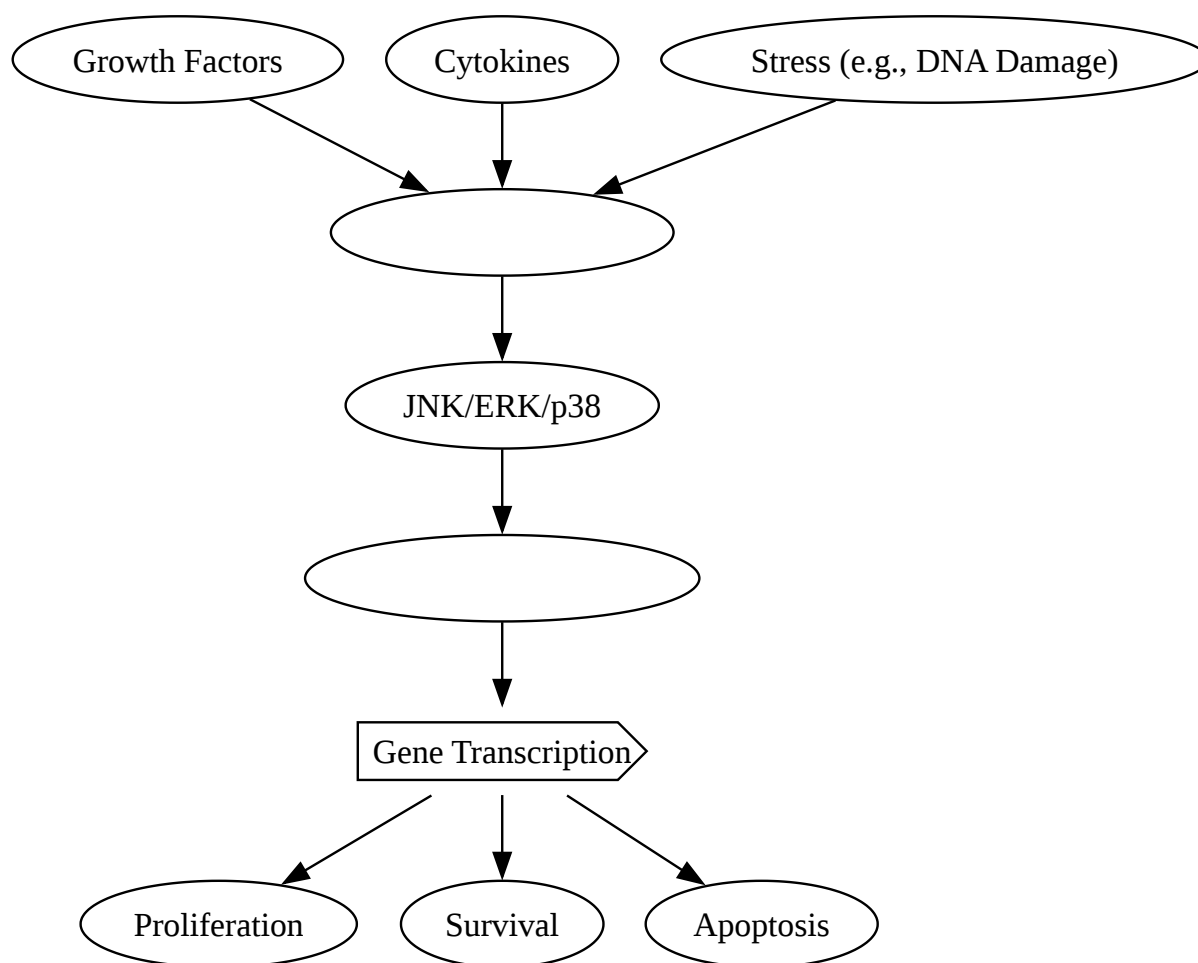 Growth Factors
Cytokines
Stress (e.g., DNA Damage)
JNK/ERK/p38
Gene Transcription
Proliferation
Survival
Apoptosis